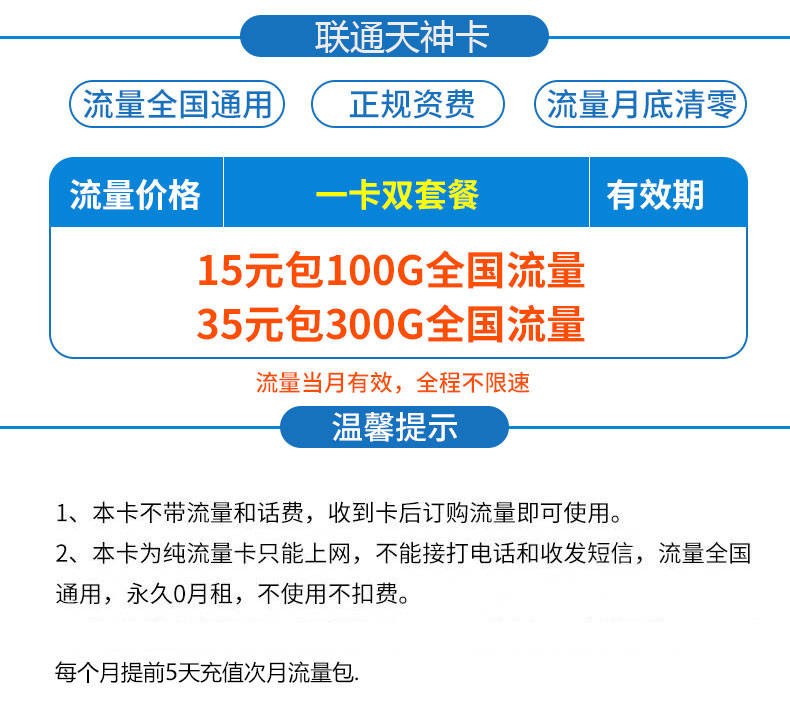 联通天神卡
流量全国通用 正规资费 流量月底清零
流量价格 一卡双套餐 有效期
15元包100G全国流量
35元包300G全国流量
流量当月有效，全程不限速
温馨提示
1、本卡不带流量和话费，收到卡后订购流量即可使用。
2、本卡为纯流量卡只能上网，不能接打电话和收发短信，流量全国
通用，永久0月租，不使用不扣费。
每个月提前5天充值次月流量包.